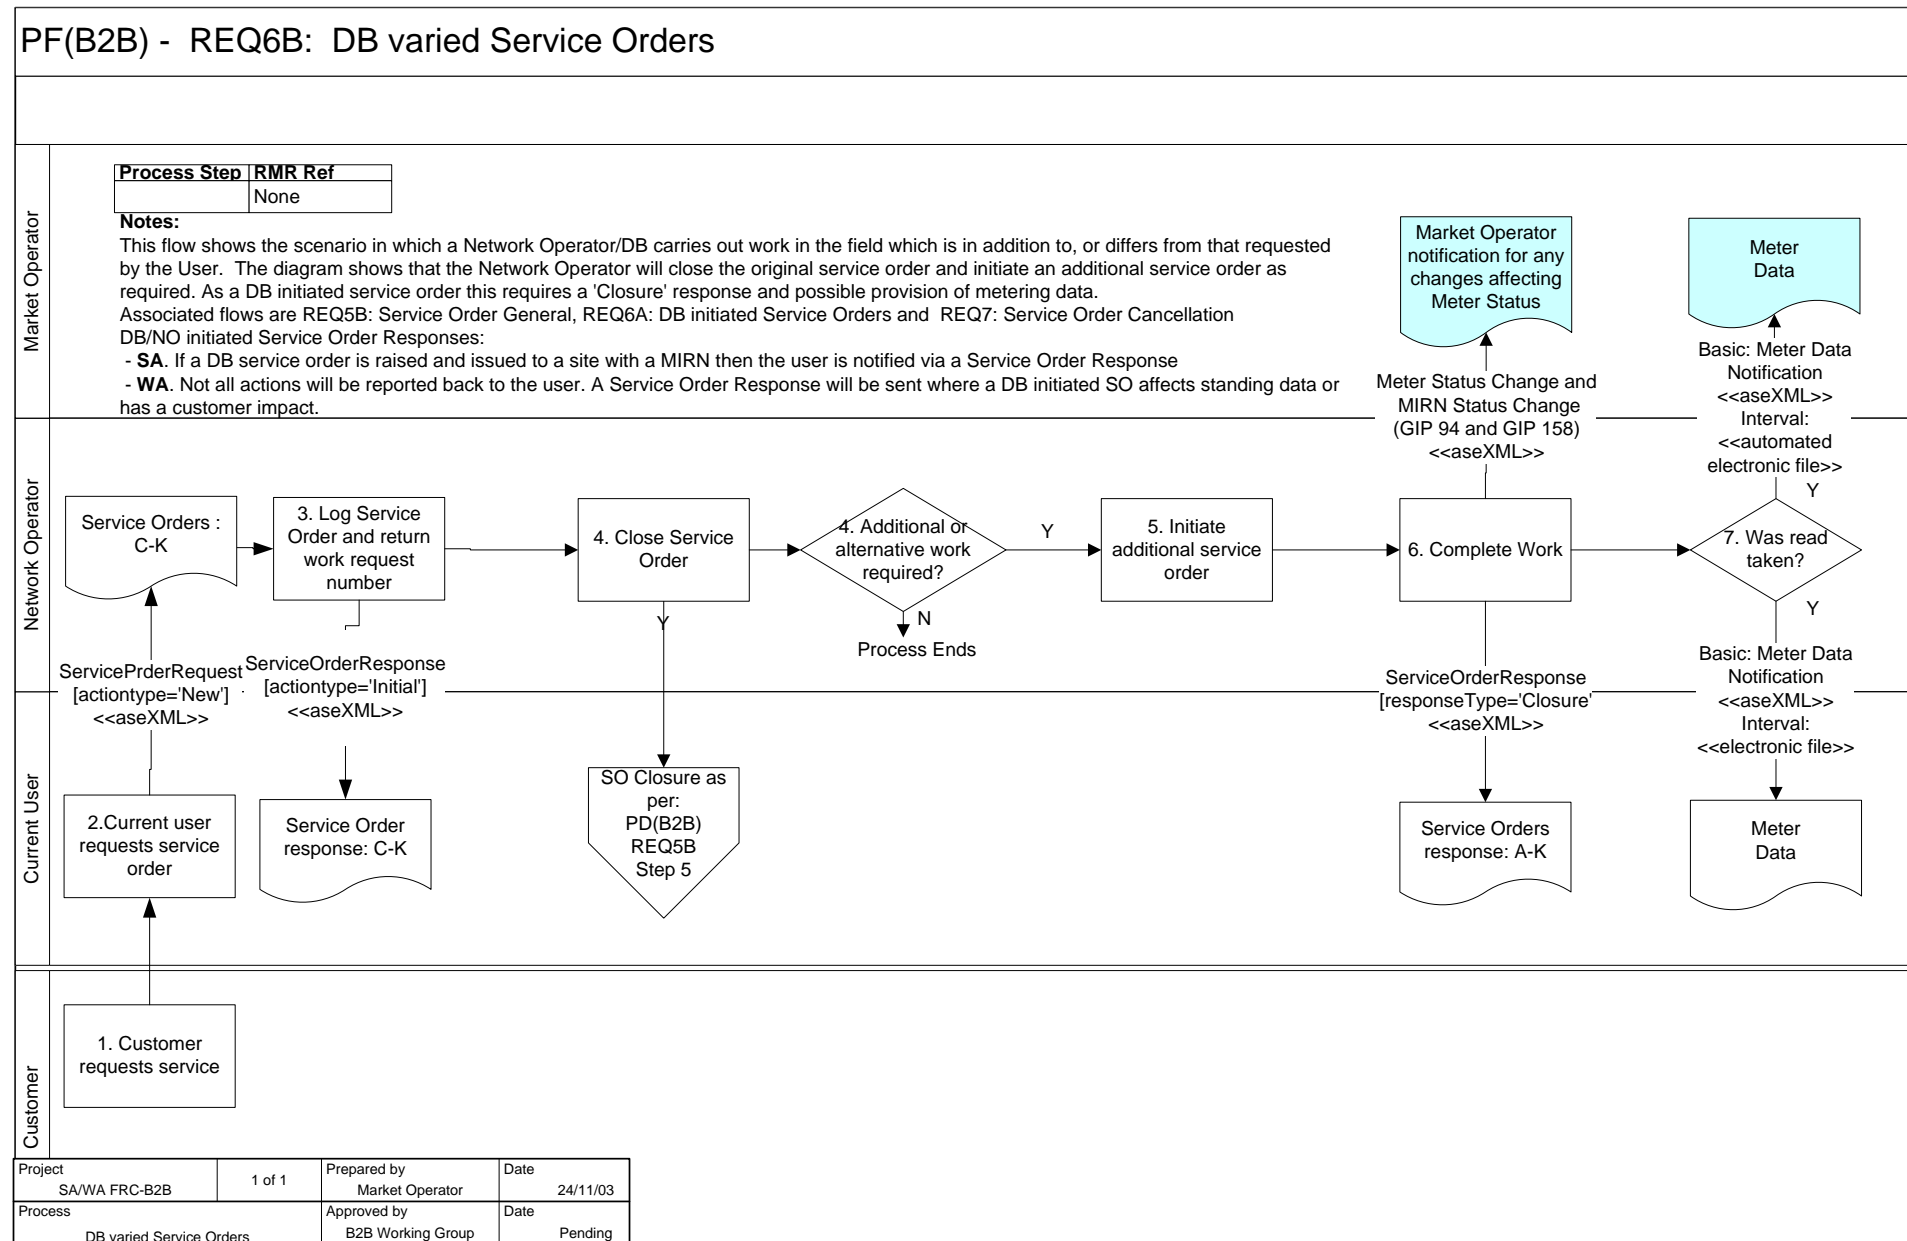 PF(B2B) - REQ6B: DB varied Service Orders
Process Step RMR Ref
None
Notes:
This flow shows the scenario in which a Network Operator/DB carries out work in the field which is in addition to, or differs from that requested
by the User. The diagram shows that the Network Operator will close the original service order and initiate an additional service order as
required. As a DB initiated service order this requires a 'Closure' response and possible provision of metering data.
Associated flows are REQ5B: Service Order General, REQ6A: DB initiated Service Orders and REQ7: Service Order Cancellation
DB/NO initiated Service Order Responses:
- SA. If a DB service order is raised and issued to a site with a MIRN then the user is notified via a Service Order Response
- WA. Not all actions will be reported back to the user. A Service Order Response will be sent where a DB initiated SO affects standing data or
has a customer impact.
Market Operator
Market Operator
notification for any
changes affecting
Meter Status
Meter
Data
Meter Status Change and
MIRN Status Change
(GIP 94 and GIP 158)
<<aseXML>>
Basic: Meter Data
Notification
<<aseXML>>
Interval:
<<automated
electronic file>>
Y
Network Operator
Service Orders :
C-K
3. Log Service
Order and return
work request
number
4. Close Service
Order
4. Additional or
alternative work
required?
Y
5. Initiate
additional service
order
6. Complete Work
7. Was read
taken?
Y
N
Process Ends
Y
ServicePrderRequest
[actiontype='New']
<<aseXML>>
ServiceOrderResponse
[actiontype='Initial']
<<aseXML>>
ServiceOrderResponse
[responseType='Closure'
<<aseXML>>
Basic: Meter Data
Notification
<<aseXML>>
Interval:
<<electronic file>>
Current User
2.Current user
requests service
order
Service Order
response: C-K
SO Closure as
per:
PD(B2B)
REQ5B
Step 5
Service Orders
response: A-K
Meter
Data
Customer
1. Customer
requests service
Project
SA/WA FRC-B2B
1 of 1
Prepared by
Market Operator
Date
24/11/03
Process
DB varied Service Orders
Approved by
B2B Working Group
Date
Pending